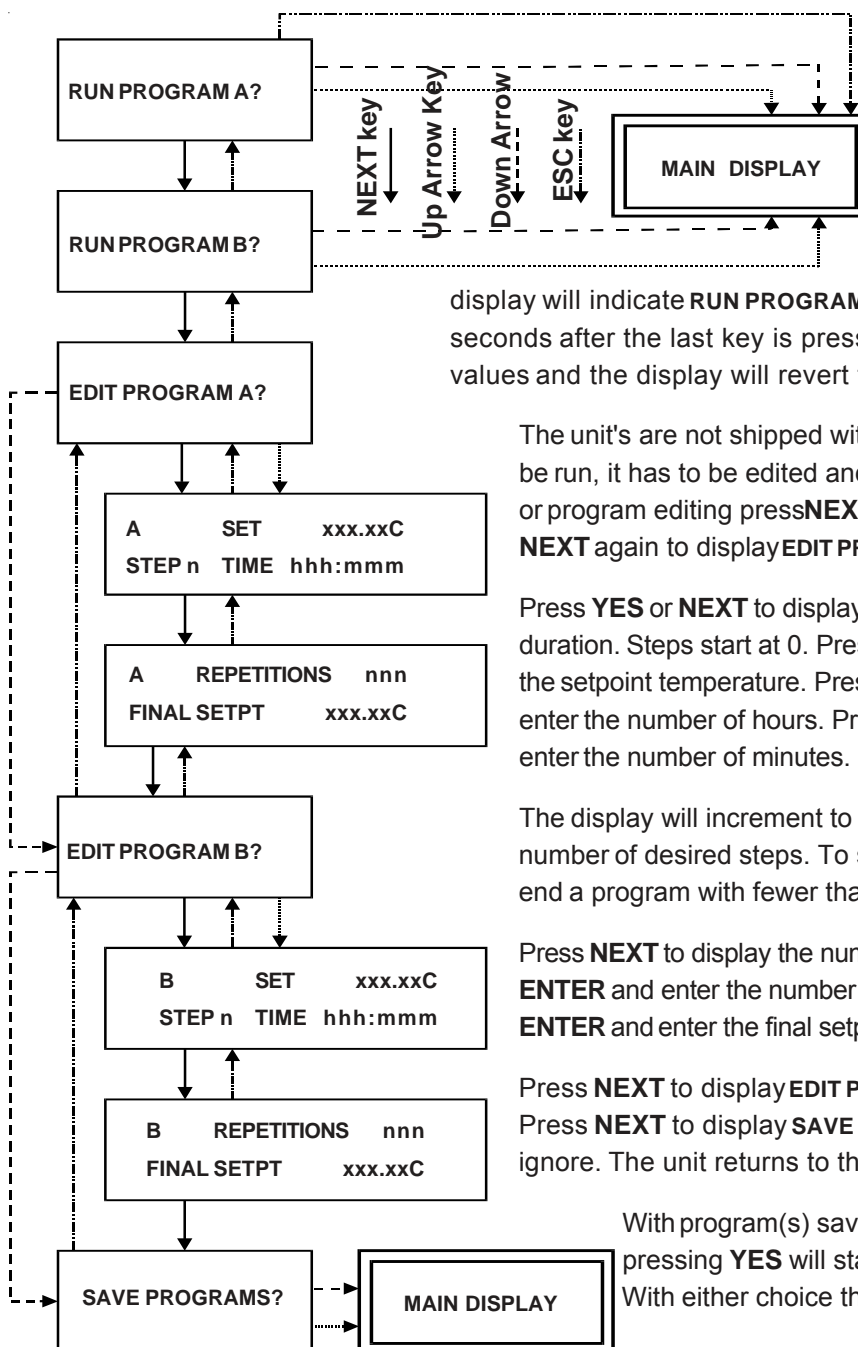 RUN PROGRAM A?
NEXT key
Up Arrow Key
Down Arrow
ESC key
MAIN DISPLAY
RUN PROGRAM B?
display will indicate RUN PROGRAM
seconds after the last key is press
values and the display will revert
EDIT PROGRAM A?
The unit's are not shipped wit
be run, it has to be edited and
or program editing press NEX
NEXT again to display EDIT PR
A SET xxx.xxC
STEP n TIME hhh:mmm
Press YES or NEXT to display
duration. Steps start at 0. Pres
the setpoint temperature. Pres
enter the number of hours. Pr
enter the number of minutes.
A REPETITIONS nnn
FINAL SETPT xxx.xxC
The display will increment to
number of desired steps. To s
end a program with fewer tha
EDIT PROGRAM B?
Press NEXT to display the num
ENTER and enter the number
ENTER and enter the final setp
B SET xxx.xxC
STEP n TIME hhh:mmm
Press NEXT to display EDIT P
Press NEXT to display SAVE
ignore. The unit returns to th
B REPETITIONS nnn
FINAL SETPT xxx.xxC
With program(s) sav
pressing YES will sta
With either choice th
SAVE PROGRAMS?
MAIN DISPLAY